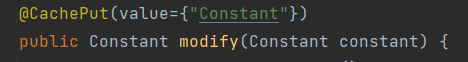 @CachePut(value={"Constant"})
public Constant modify(Constant constant) {